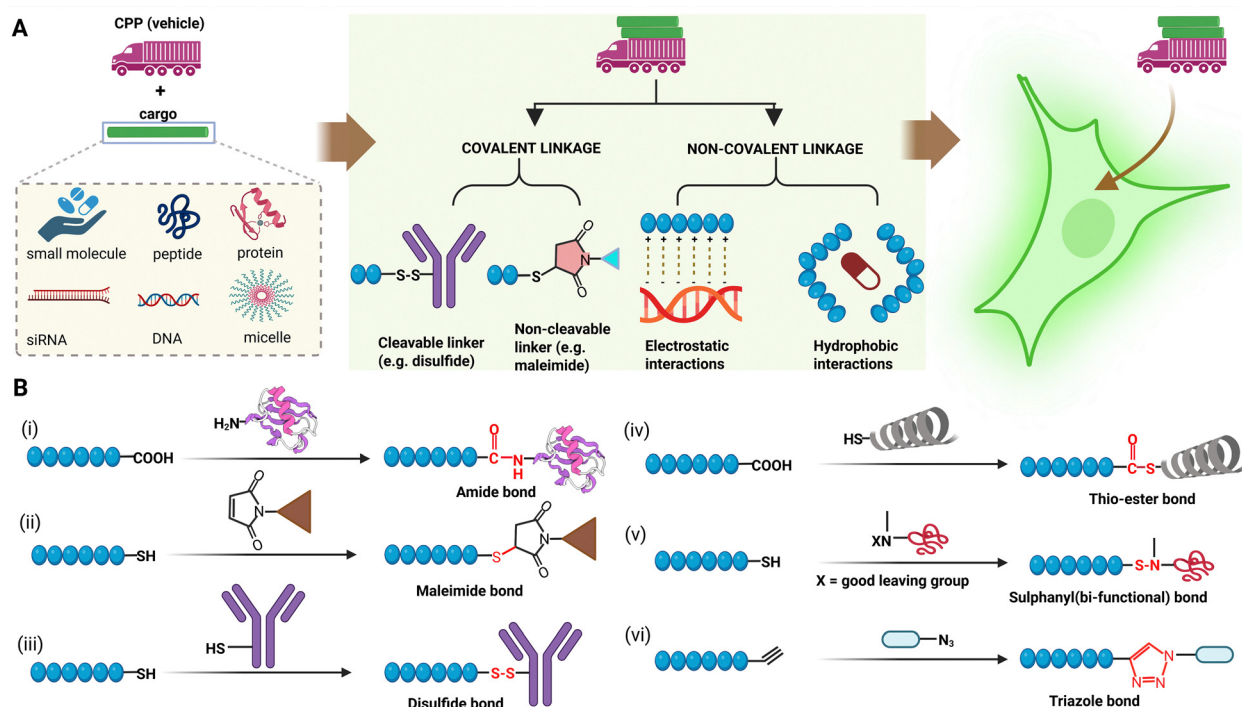 A
CPP (vehicle)
+
cargo
small molecule
peptide
protein
siRNA
DNA
micelle
COVALENT LINKAGE
NON-COVALENT LINKAGE
S-S
S
O
N
O
+ + + + + +
- - - - - -
Cleavable linker
(e.g. disulfide)
Non-cleavable
linker (e.g.
maleimide)
Electrostatic
interactions
Hydrophobic
interactions
B
(i)
COOH
H₂N
O
C
N
H
Amide bond
(ii)
SH
O
N
O
S
O
N
O
Maleimide bond
(iii)
SH
HS
S-S
Disulfide bond
(iv)
COOH
HS
O
C-S
Thio-ester bond
(v)
SH
XN
X = good leaving group
S-N
Sulphanyl(bi-functional) bond
(vi)
N₃
N
N=N
Triazole bond